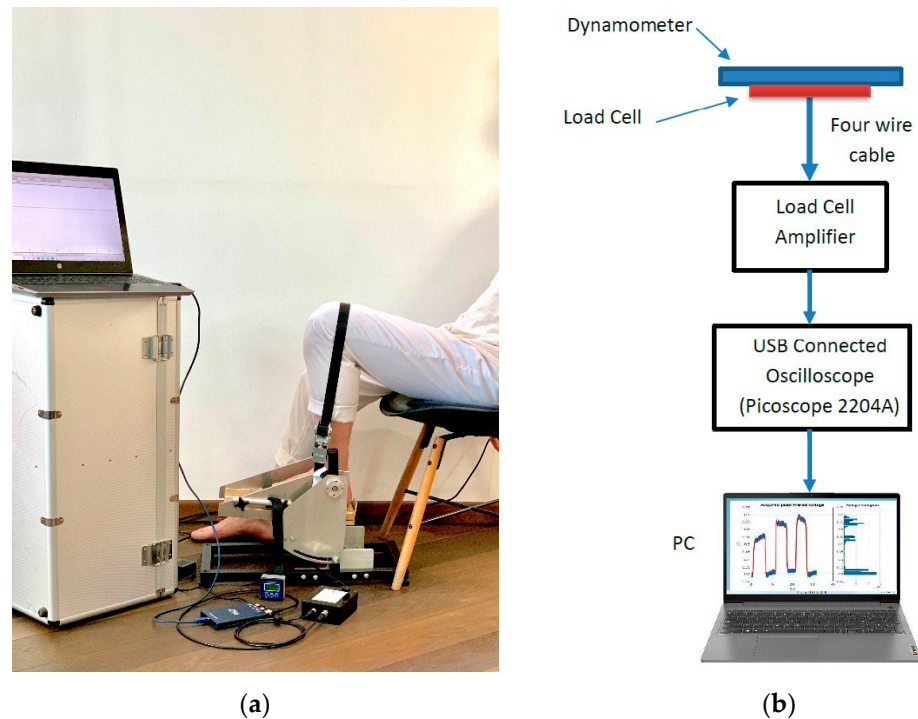 Dynamometer
Load Cell
Four wire
cable
Load Cell
Amplifier
USB Connected
Oscilloscope
(Picoscope 2204A)
PC
(a)
(b)